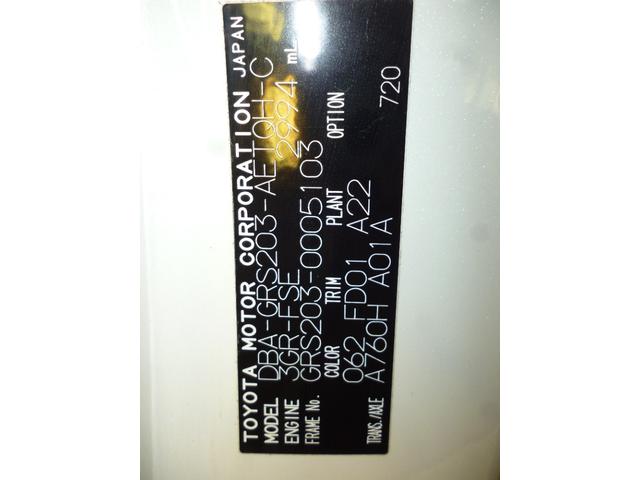 TOYOTA MOTOR CORPORATION JAPAN
MODEL DBA-GRS203-AETQH-C
ENGINE 3GR-FSE 2994 mL
FRAME No. GRS203-0005103
COLOR TRIM PLANT OPTION
062 FD01 A22
TRANS./AXLE A760H A01A 720